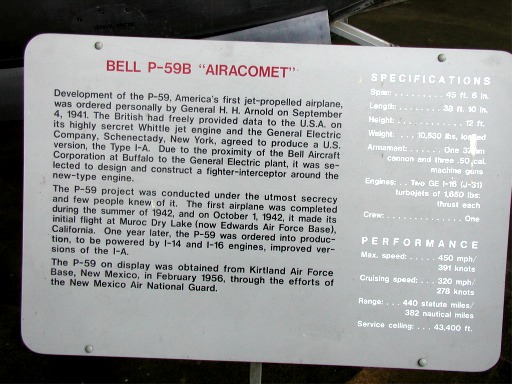 BELL P-59B "AIRACOMET"
Development of the P-59, America's first jet-propelled airplane,
was ordered personally by General H. H. Arnold on September
4, 1941. The British had freely provided data to the U.S.A. on
its highly sercret Whittle jet engine and the General Electric
Company, Schenectady, New York, agreed to produce a U.S.
version, the Type I-A. Due to the proximity of the Bell Aircraft
Corporation at Buffalo to the General Electric plant, it was se-
lected to design and construct a fighter-interceptor around the
new-type engine.
The P-59 project was conducted under the utmost secrecy
and few people knew of it. The first airplane was completed
during the summer of 1942, and on October 1, 1942, it made its
initial flight at Muroc Dry Lake (now Edwards Air Force Base),
California. One year later, the P-59 was ordered into produc-
tion, to be powered by I-14 and I-16 engines, improved ver-
sions of the I-A.
The P-59 on display was obtained from Kirtland Air Force
Base, New Mexico, in February 1956, through the efforts of
the New Mexico Air National Guard.
SPECIFICATIONS
Span: . . . . . . . . . 45 ft. 6 in.
Length: . . . . . . . . 38 ft. 10 in.
Height: . . . . . . . . . . . 12 ft.
Weight: . . . 10,830 lbs, loaded
Armament: . . . . . . One 37mm
cannon and three .50 cal.
machine guns
Engines: . . Two GE I-16 (J-31)
turbojets of 1,650 lbs.
thrust each
Crew: . . . . . . . . . . . . One
PERFORMANCE
Max. speed: . . . . . 450 mph/
391 knots
Cruising speed: . . . 320 mph/
278 knots
Range: . . . 440 statute miles/
382 nautical miles
Service ceiling: . . . 43,400 ft.